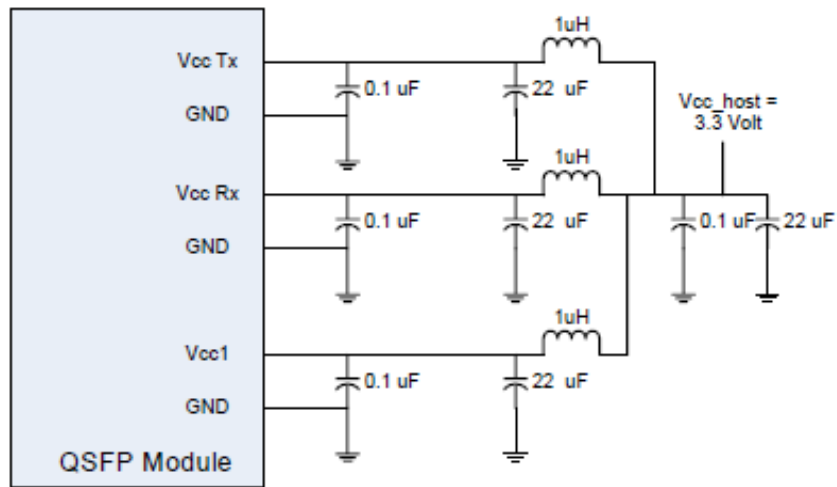 1uH
Vcc Tx
0.1 uF
22 uF
GND
Vcc_host =
3.3 Volt
1uH
Vcc Rx
0.1 uF
22 uF
0.1 uF
22 uF
GND
1uH
Vcc1
0.1 uF
22 uF
GND
QSFP Module